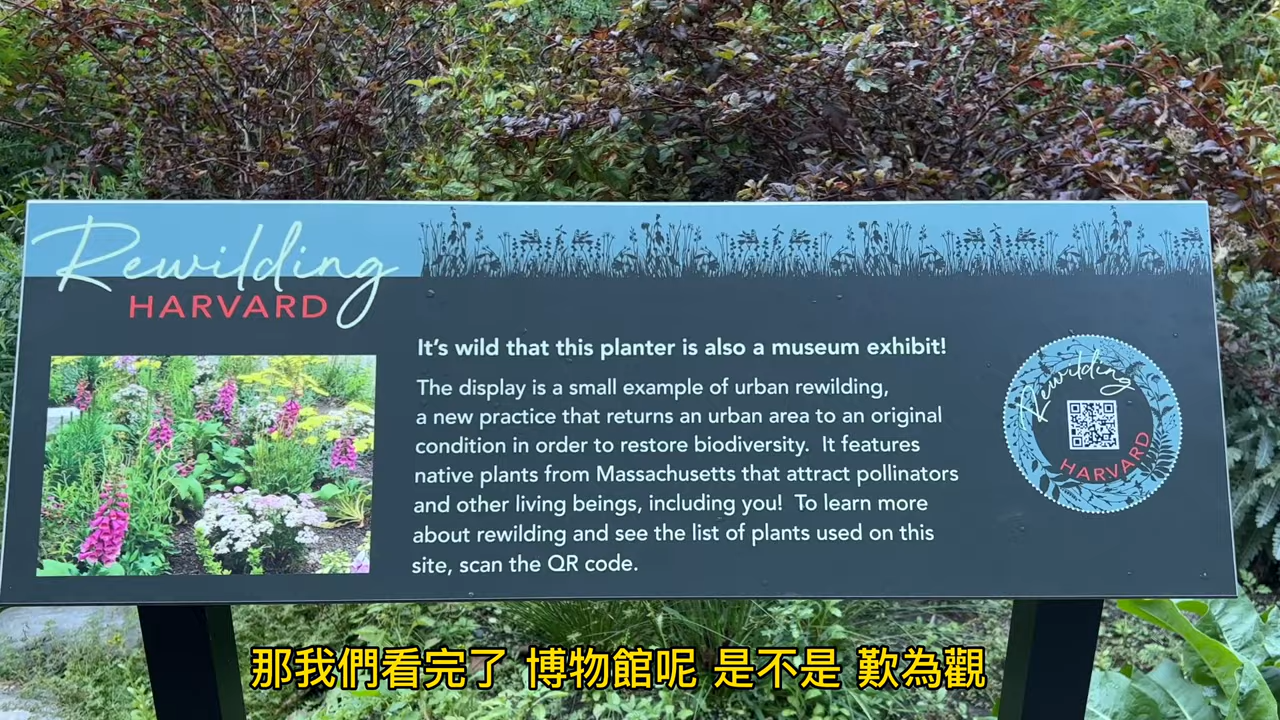 Rewilding
HARVARD
It's wild that this planter is also a museum exhibit!
The display is a small example of urban rewilding,
a new practice that returns an urban area to an original
condition in order to restore biodiversity.  It features
native plants from Massachusetts that attract pollinators
and other living beings, including you!  To learn more
about rewilding and see the list of plants used on this
site, scan the QR code.
Rewilding
HARVARD
那我們看完了 博物館呢 是不是 歎為觀